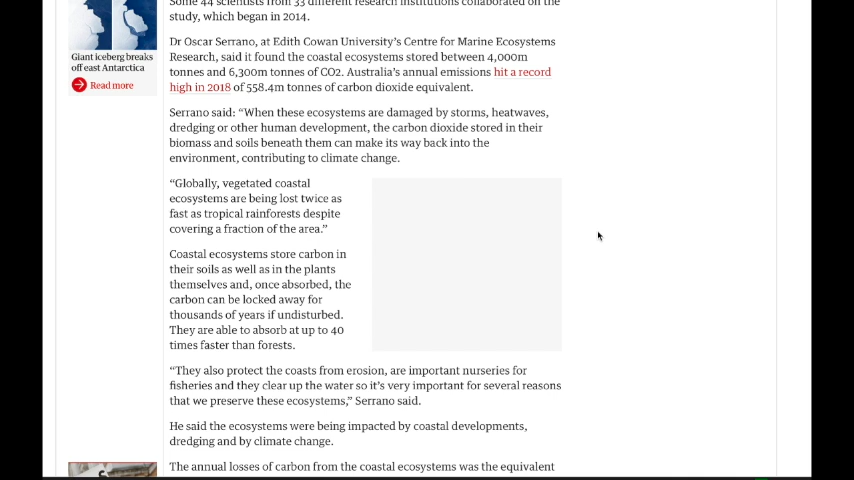 Some 44 scientists from 33 different research institutions collaborated on the
study, which began in 2014.
Giant iceberg breaks
off east Antarctica
Read more
Dr Oscar Serrano, at Edith Cowan University’s Centre for Marine Ecosystems
Research, said it found the coastal ecosystems stored between 4,000m
tonnes and 6,300m tonnes of CO2. Australia’s annual emissions hit a record
high in 2018 of 558.4m tonnes of carbon dioxide equivalent.
Serrano said: “When these ecosystems are damaged by storms, heatwaves,
dredging or other human development, the carbon dioxide stored in their
biomass and soils beneath them can make its way back into the
environment, contributing to climate change.
“Globally, vegetated coastal
ecosystems are being lost twice as
fast as tropical rainforests despite
covering a fraction of the area.”
Coastal ecosystems store carbon in
their soils as well as in the plants
themselves and, once absorbed, the
carbon can be locked away for
thousands of years if undisturbed.
They are able to absorb at up to 40
times faster than forests.
“They also protect the coasts from erosion, are important nurseries for
fisheries and they clear up the water so it’s very important for several reasons
that we preserve these ecosystems,” Serrano said.
He said the ecosystems were being impacted by coastal developments,
dredging and by climate change.
The annual losses of carbon from the coastal ecosystems was the equivalent